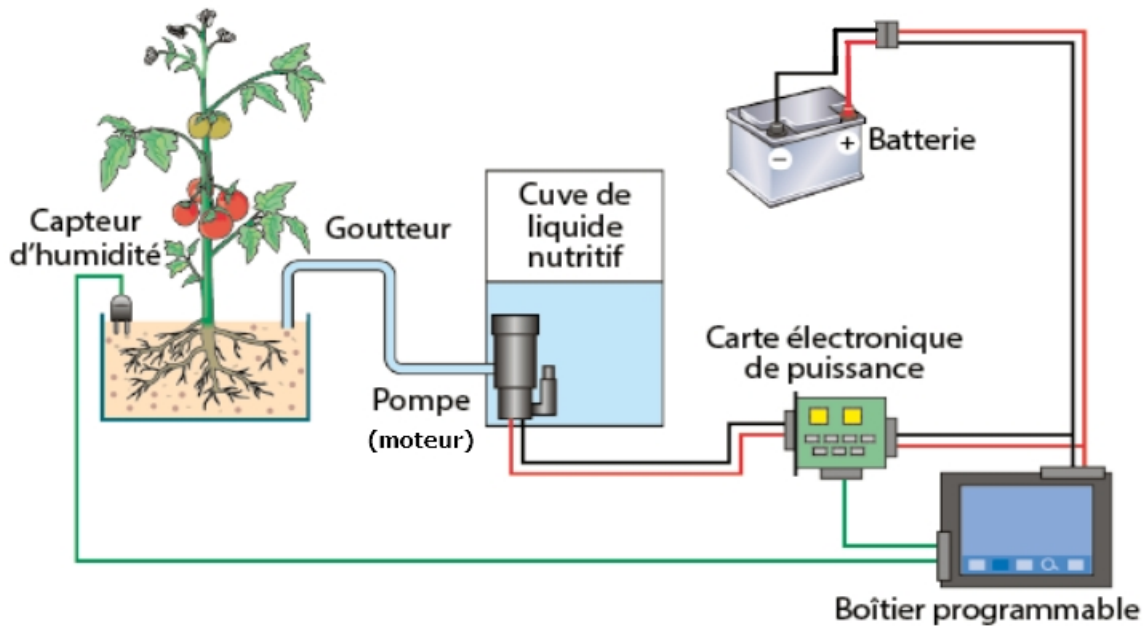 Capteur
d'humidité
Goutteur
Cuve de
liquide
nutritif
Batterie
−
+
Pompe
(moteur)
Carte électronique
de puissance
Boîtier programmable